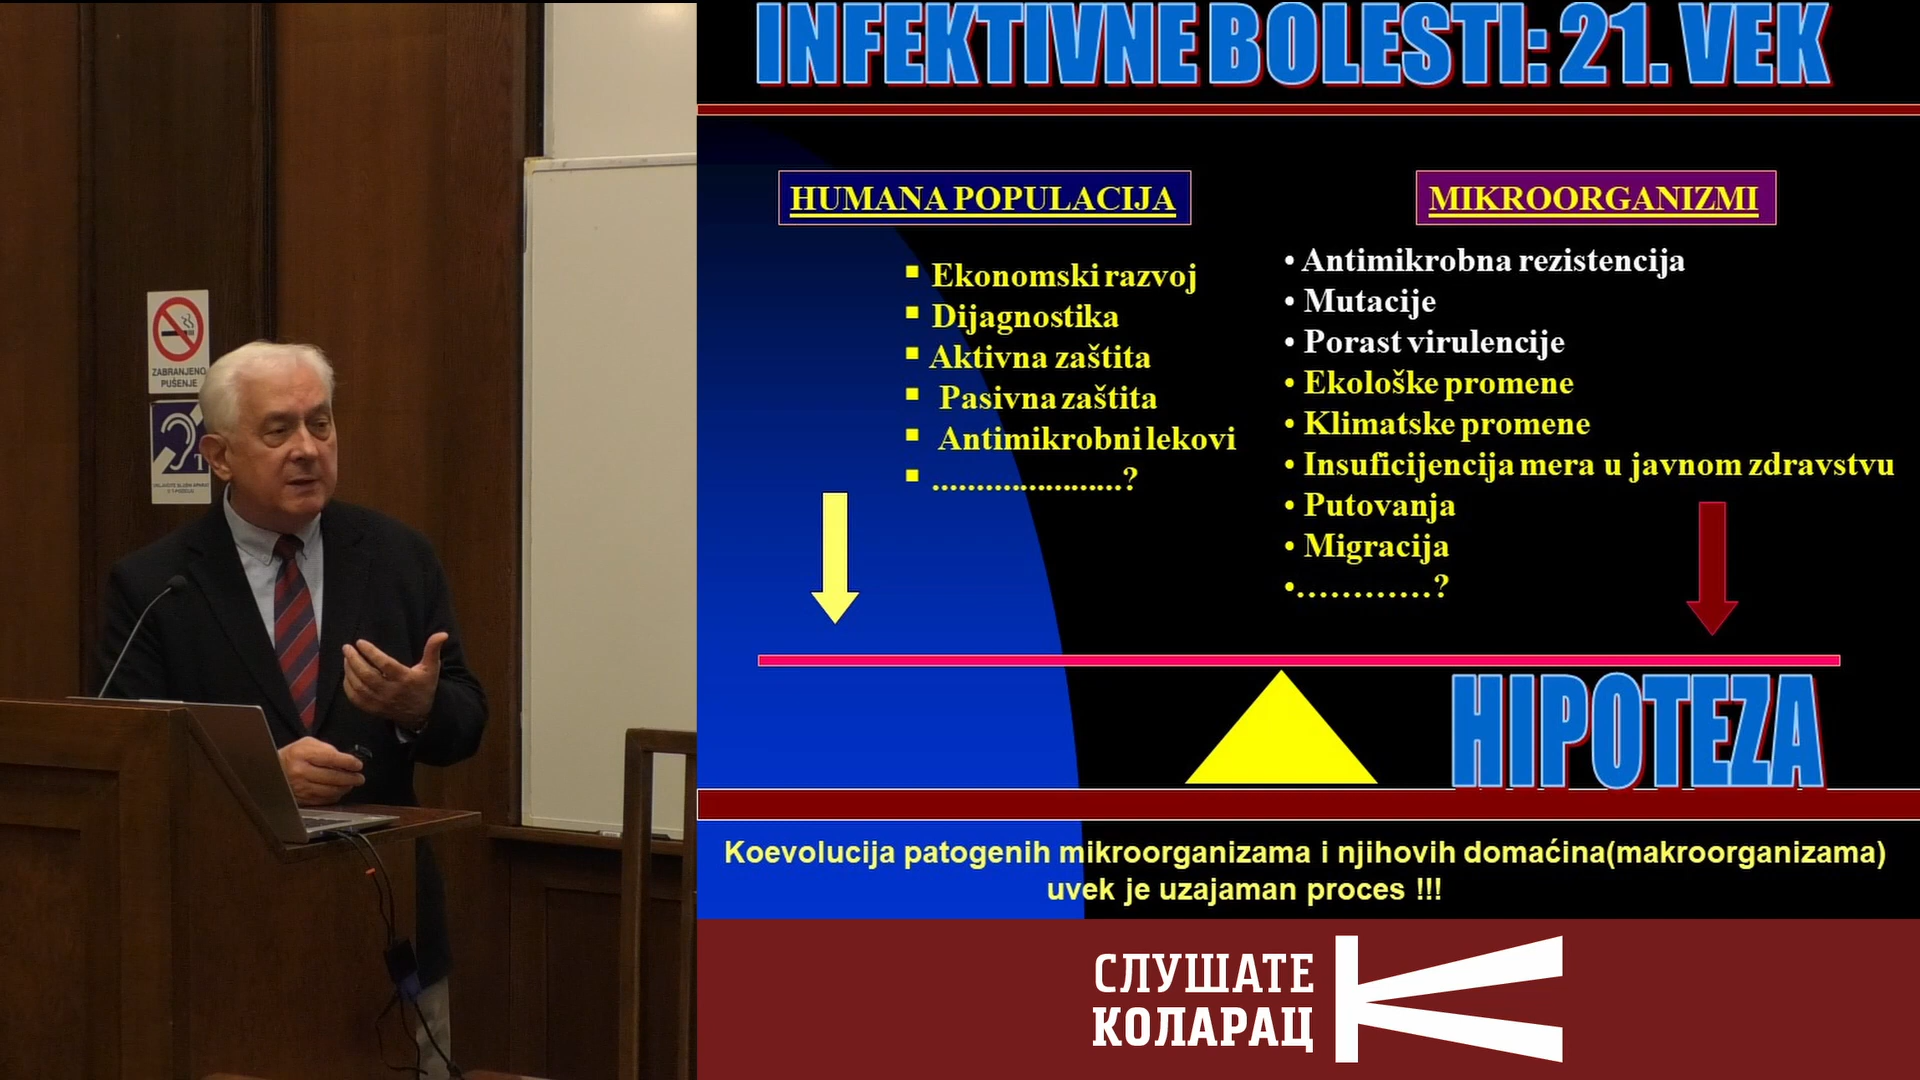 INFEKTIVNE BOLESTI: 21. VEK
HUMANA POPULACIJA
▪ Ekonomski razvoj
▪ Dijagnostika
▪ Aktivna zaštita
▪ Pasivna zaštita
▪ Antimikrobni lekovi
▪ ......................?
MIKROORGANIZMI
• Antimikrobna rezistencija
• Mutacije
• Porast virulencije
• Ekološke promene
• Klimatske promene
• Insuficijencija mera u javnom zdravstvu
• Putovanja
• Migracija
•…………?
HIPOTEZA
Koevolucija patogenih mikroorganizama i njihovih domaćina(makroorganizama)
uvek je uzajaman proces !!!
СЛУШАТЕ
КОЛАРАЦ
ZABRANJENO
PUŠENJE
T